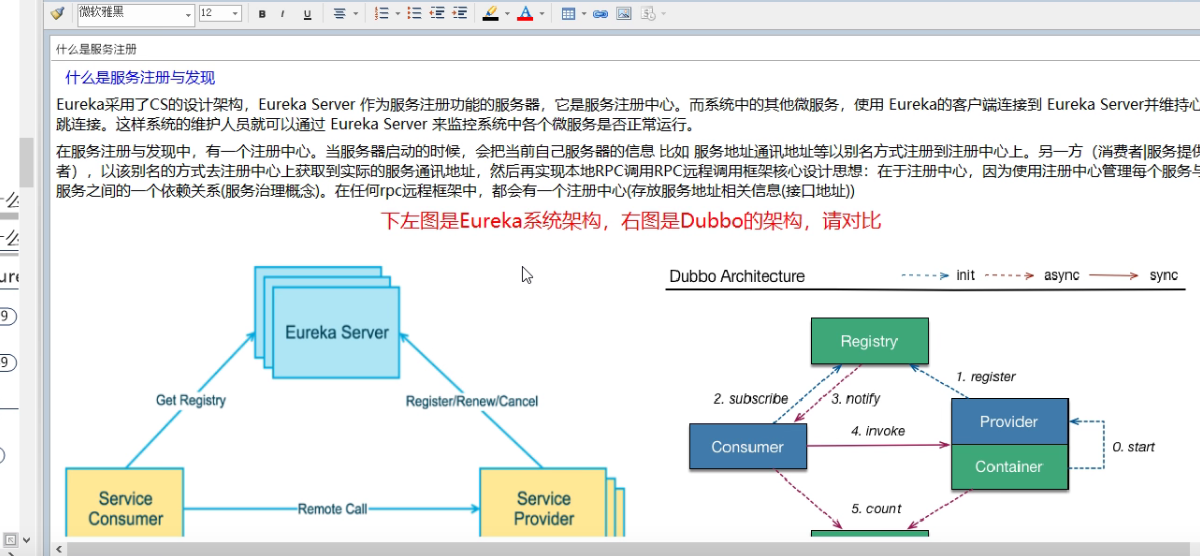 微软雅黑
12
B I U
什么是服务注册
什么是服务注册与发现
Eureka采用了CS的设计架构，Eureka Server 作为服务注册功能的服务器，它是服务注册中心。而系统中的其他微服务，使用 Eureka的客户端连接到 Eureka Server并维持心
跳连接。这样系统的维护人员就可以通过 Eureka Server 来监控系统中各个微服务是否正常运行。
在服务注册与发现中，有一个注册中心。当服务器启动的时候，会把当前自己服务器的信息 比如 服务地址通讯地址等以别名方式注册到注册中心上。另一方（消费者|服务提供
者），以该别名的方式去注册中心上获取到实际的服务通讯地址，然后再实现本地RPC调用RPC远程调用框架核心设计思想：在于注册中心，因为使用注册中心管理每个服务与
服务之间的一个依赖关系(服务治理概念)。在任何rpc远程框架中，都会有一个注册中心(存放服务地址相关信息(接口地址))
下左图是Eureka系统架构，右图是Dubbo的架构，请对比
Eureka Server
Get Registry
Register/Renew/Cancel
Service
Consumer
Remote Call
Service
Provider
Dubbo Architecture
init
async
sync
Registry
1. register
2. subscribe
3. notify
Provider
4. invoke
Consumer
0. start
Container
5. count